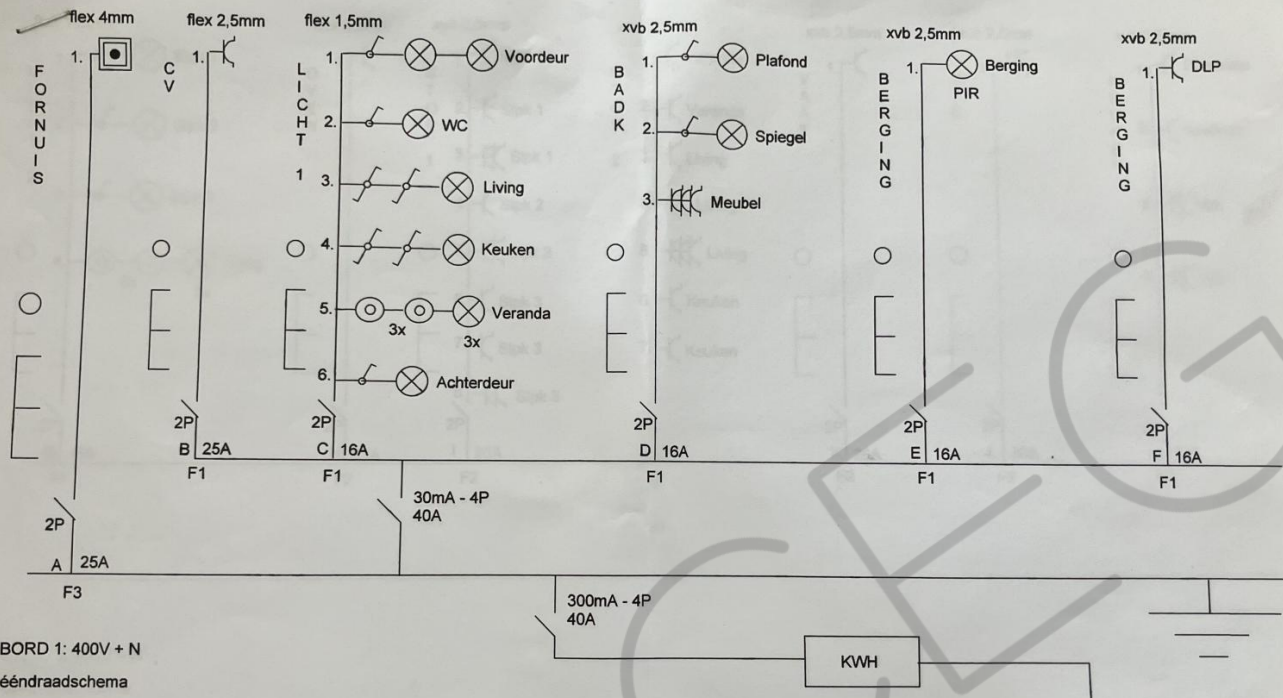 flex 4mm
flex 2,5mm
flex 1,5mm
xvb 2,5mm
xvb 2,5mm
xvb 2,5mm
FORNUIS
1.
CV
1.
LICHT 1
1.
Voordeur
2.
WC
3.
Living
4.
Keuken
5.
3x
3x
Veranda
6.
Achterdeur
BADK
1.
Plafond
2.
Spiegel
3.
Meubel
BERGING
1.
Berging
PIR
BERGING
1.
DLP
2P
B 25A
F1
2P
C 16A
F1
2P
D 16A
F1
2P
E 16A
F1
2P
F 16A
F1
30mA - 4P
40A
2P
A 25A
F3
300mA - 4P
40A
KWH
BORD 1: 400V + N
ééndraadschema
CEG